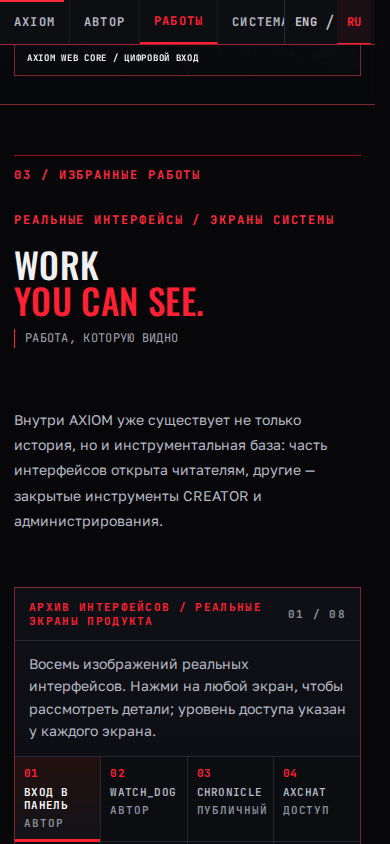 АХIОМ АВТОР РАБОТЫ СИСТЕМА ENG / RU
AXIOM WEB CORE / ЦИФРОВОЙ ВХОД
03 / ИЗБРАННЫЕ РАБОТЫ
РЕАЛЬНЫЕ ИНТЕРФЕЙСЫ / ЭКРАНЫ СИСТЕМЫ
WORK
YOU CAN SEE.
РАБОТА, КОТОРУЮ ВИДНО
Внутри AXIOM уже существует не только
история, но и инструментальная база: часть
интерфейсов открыта читателям, другие —
закрытые инструменты CREATOR и
администрирования.
АРХИВ ИНТЕРФЕЙСОВ / РЕАЛЬНЫЕ
ЭКРАНЫ ПРОДУКТА
01 / 08
Восемь изображений реальных
интерфейсов. Нажми на любой экран, чтобы
рассмотреть детали; уровень доступа указан
у каждого экрана.
01
ВХОД В
ПАНЕЛЬ
АВТОР
02
WATCH_DOG
АВТОР
03
CHRONICLE
ПУБЛИЧНЫЙ
04
AXCHAT
ДОСТУП